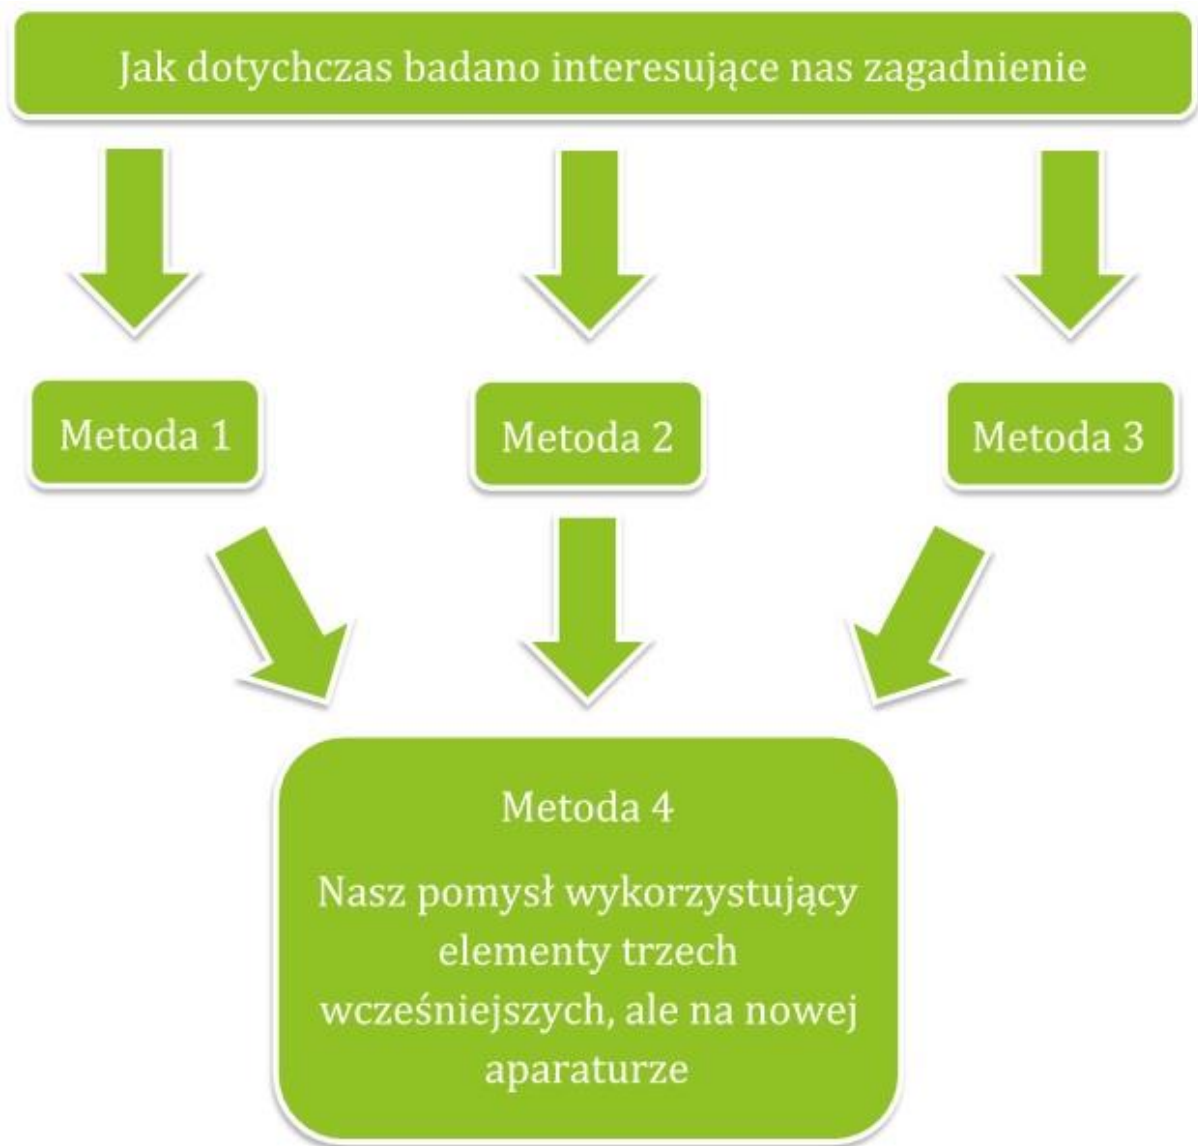 Jak dotychczas badano interesujące nas zagadnienie
Metoda 1
Metoda 2
Metoda 3
Metoda 4
Nasz pomysł wykorzystujący
elementy trzech
wcześniejszych, ale na nowej
aparaturze